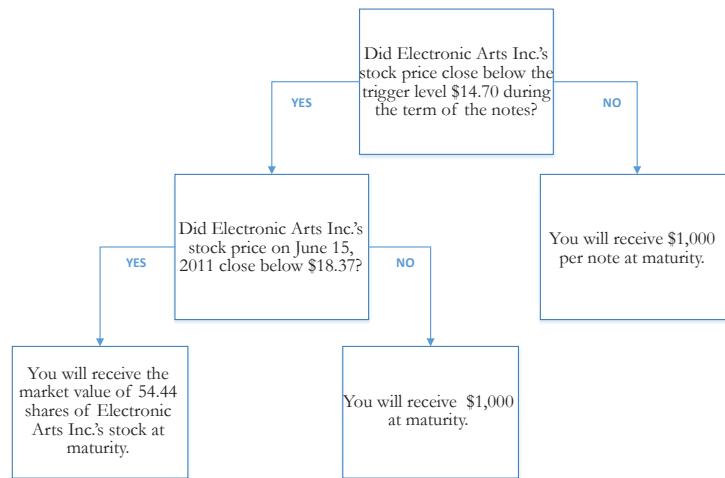 Did Electronic Arts Inc.'s
stock price close below the
trigger level $14.70 during
the term of the notes?
YES
NO
Did Electronic Arts Inc.'s
stock price on June 15,
2011 close below $18.37?
You will receive $1,000
per note at maturity.
YES
NO
You will receive the
market value of 54.44
shares of Electronic
Arts Inc.'s stock at
maturity.
You will receive $1,000
at maturity.